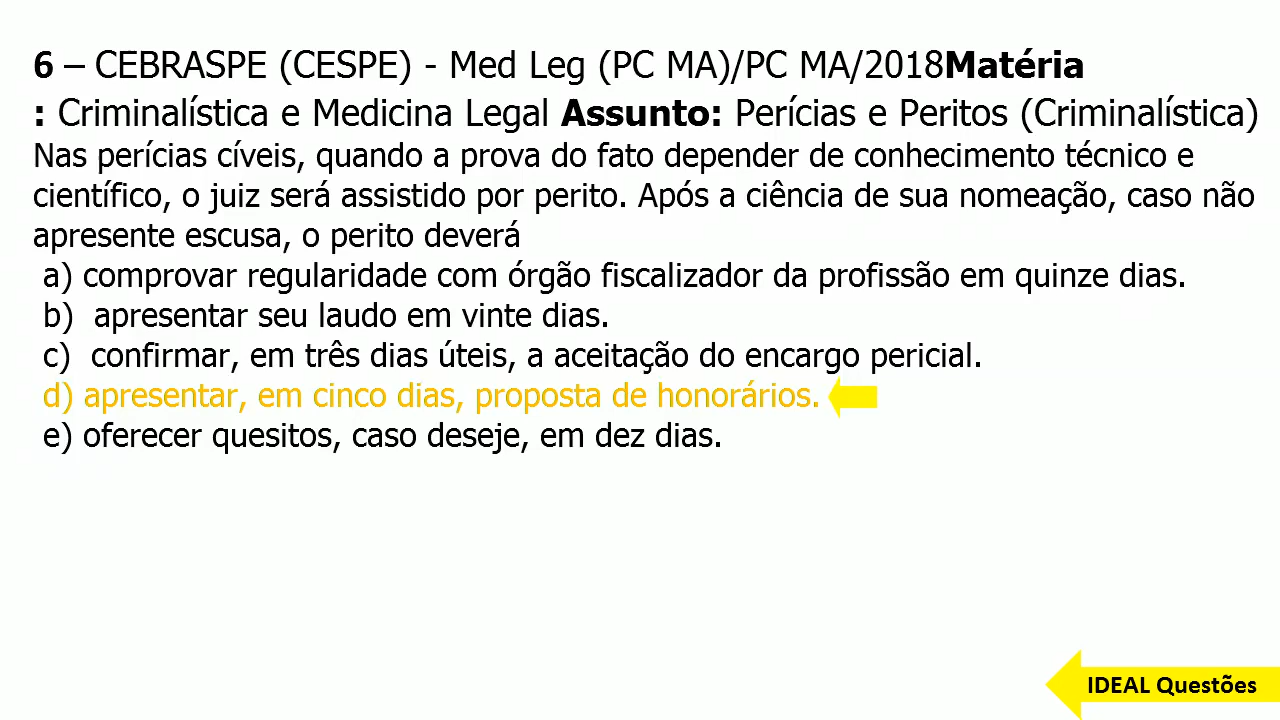 6 – CEBRASPE (CESPE) - Med Leg (PC MA)/PC MA/2018Matéria
: Criminalística e Medicina Legal Assunto: Perícias e Peritos (Criminalística)
Nas perícias cíveis, quando a prova do fato depender de conhecimento técnico e
científico, o juiz será assistido por perito. Após a ciência de sua nomeação, caso não
apresente escusa, o perito deverá
a) comprovar regularidade com órgão fiscalizador da profissão em quinze dias.
b) apresentar seu laudo em vinte dias.
c) confirmar, em três dias úteis, a aceitação do encargo pericial.
d) apresentar, em cinco dias, proposta de honorários.
e) oferecer quesitos, caso deseje, em dez dias.
IDEAL Questões